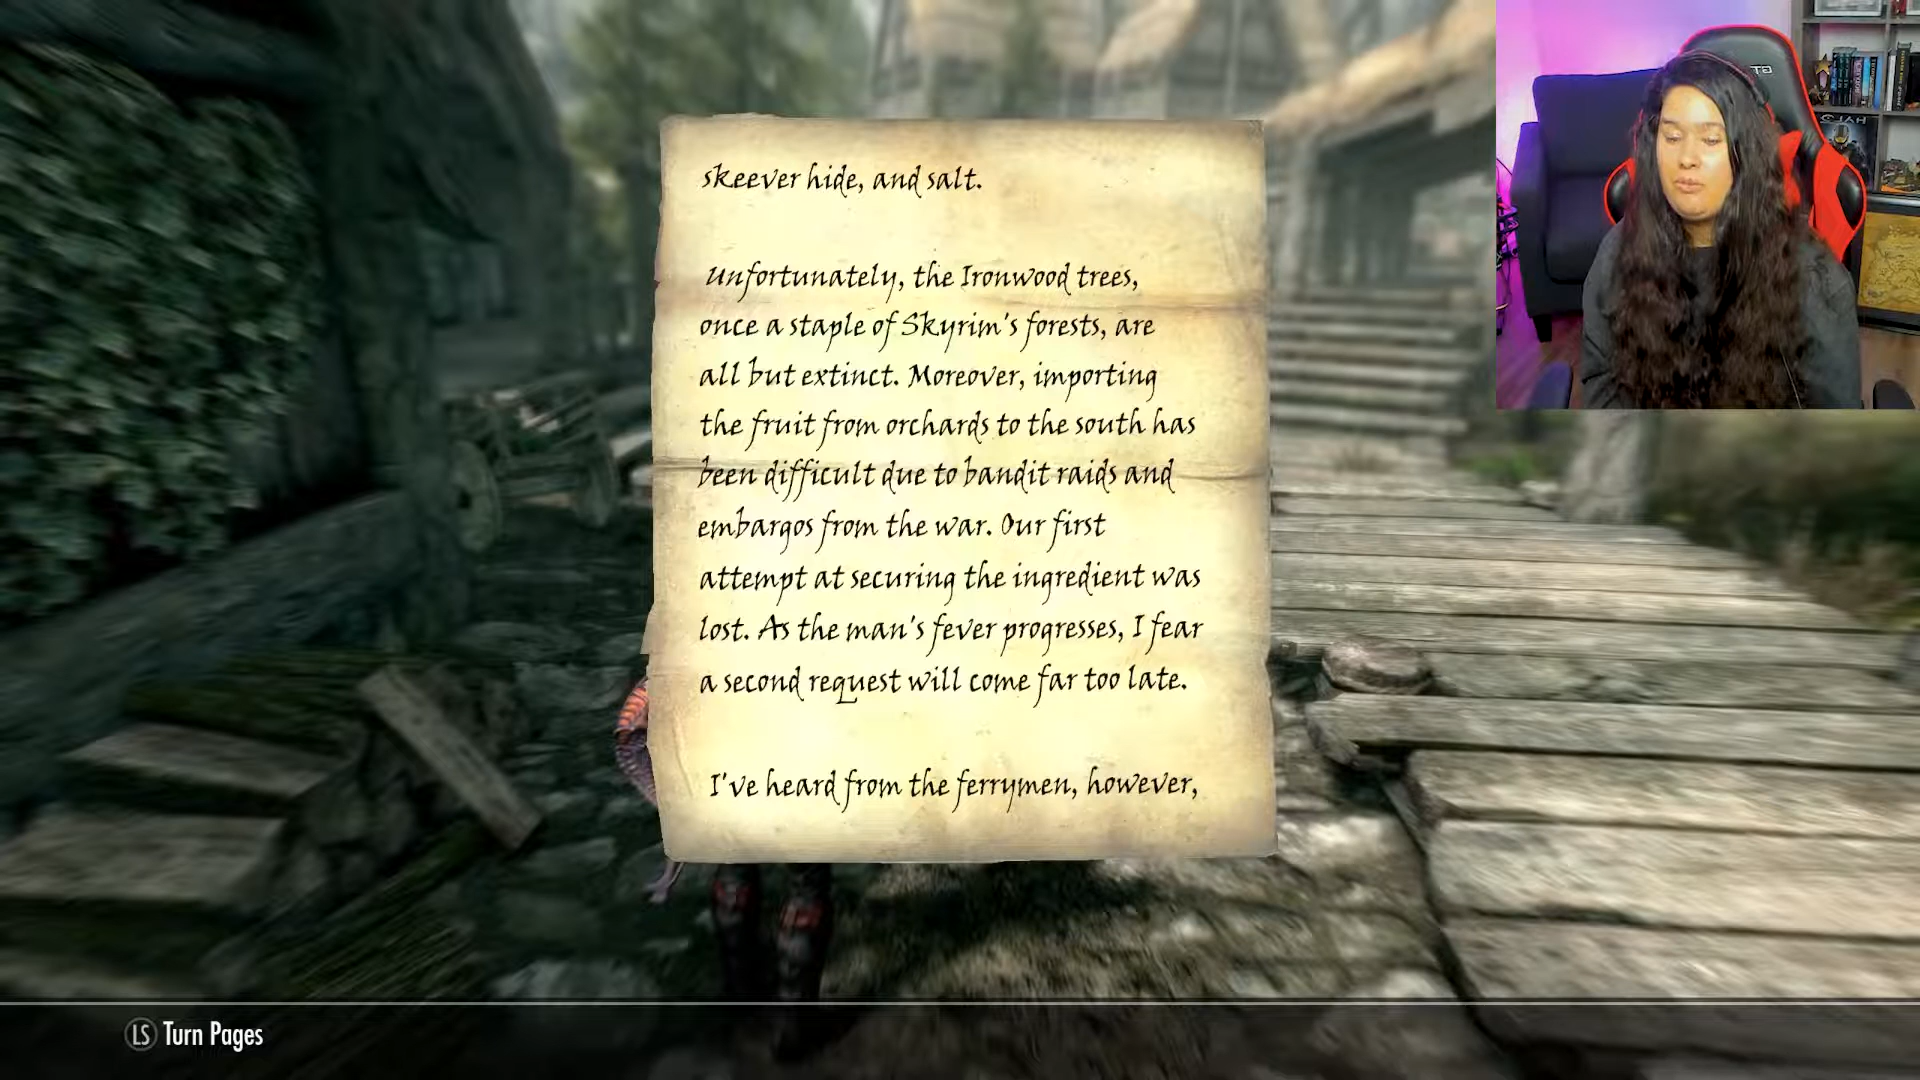 skeever hide, and salt.
Unfortunately, the Ironwood trees,
once a staple of Skyrim's forests, are
all but extinct. Moreover, importing
the fruit from orchards to the south has
been difficult due to bandit raids and
embargos from the war. Our first
attempt at securing the ingredient was
lost. As the man's fever progresses, I fear
a second request will come far too late.
I've heard from the ferrymen, however,
LS Turn Pages
GT
HALO